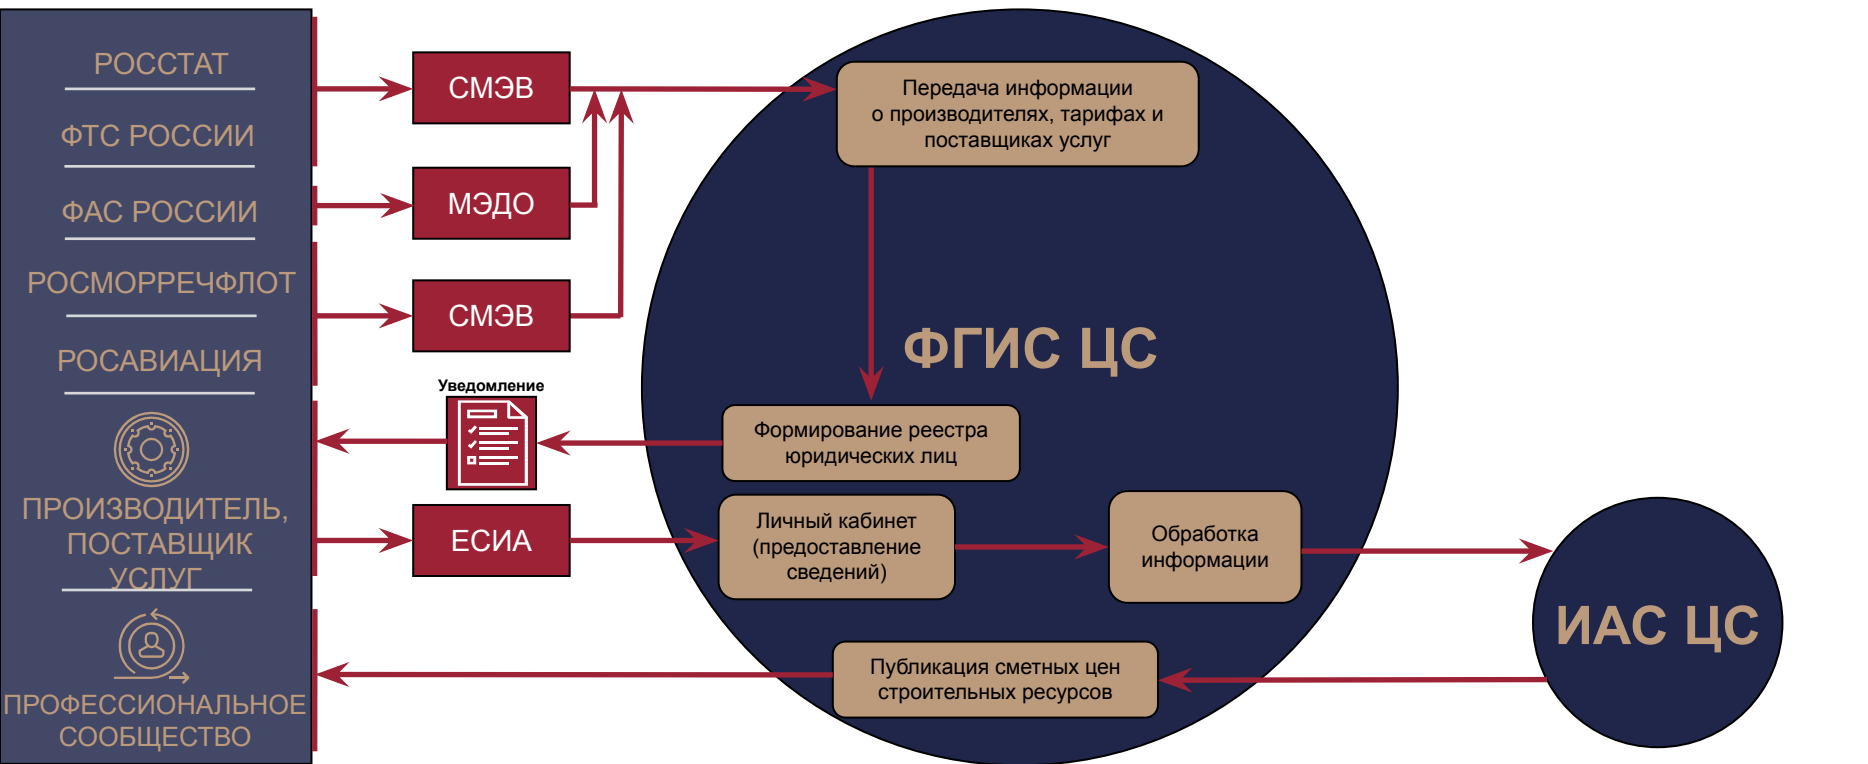 РОССТАТ
ФТС РОССИИ
ФАС РОССИИ
РОСМОРРЕЧФЛОТ
РОСАВИАЦИЯ
ПРОИЗВОДИТЕЛЬ,
ПОСТАВЩИК
УСЛУГ
ПРОФЕССИОНАЛЬНОЕ
СООБЩЕСТВО
СМЭВ
МЭДО
СМЭВ
Уведомление
ЕСИА
Передача информации
о производителях, тарифах и
поставщиках услуг
ФГИС ЦС
Формирование реестра
юридических лиц
Личный кабинет
(предоставление
сведений)
Обработка
информации
Публикация сметных цен
строительных ресурсов
ИАС ЦС